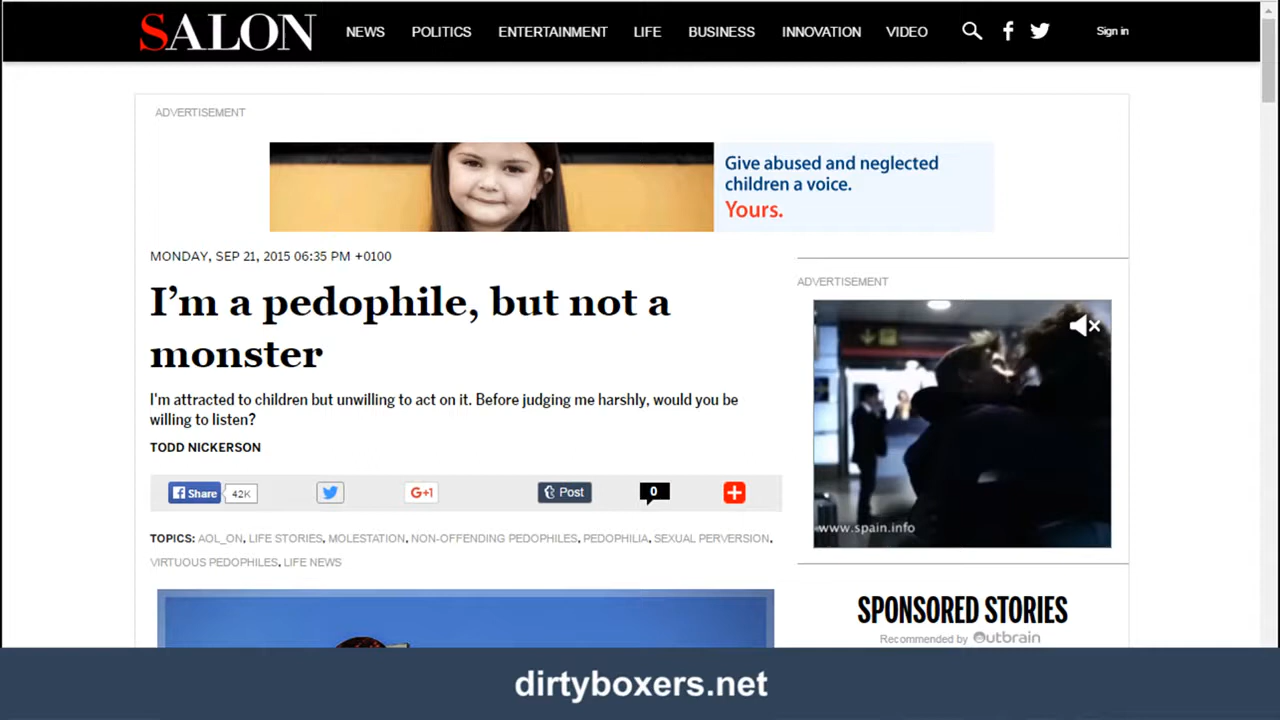 SALON NEWS POLITICS ENTERTAINMENT LIFE BUSINESS INNOVATION VIDEO Sign in
ADVERTISEMENT
Give abused and neglected
children a voice.
Yours.
MONDAY, SEP 21, 2015 06:35 PM +0100
I'm a pedophile, but not a
monster
I'm attracted to children but unwilling to act on it. Before judging me harshly, would you be
willing to listen?
TODD NICKERSON
Share 42K G+1 Post 0
TOPICS: AOL_ON, LIFE STORIES, MOLESTATION, NON-OFFENDING PEDOPHILES, PEDOPHILIA, SEXUAL PERVERSION,
VIRTUOUS PEDOPHILES, LIFE NEWS
ADVERTISEMENT
www.spain.info
SPONSORED STORIES
Recommended by Outbrain
dirtyboxers.net